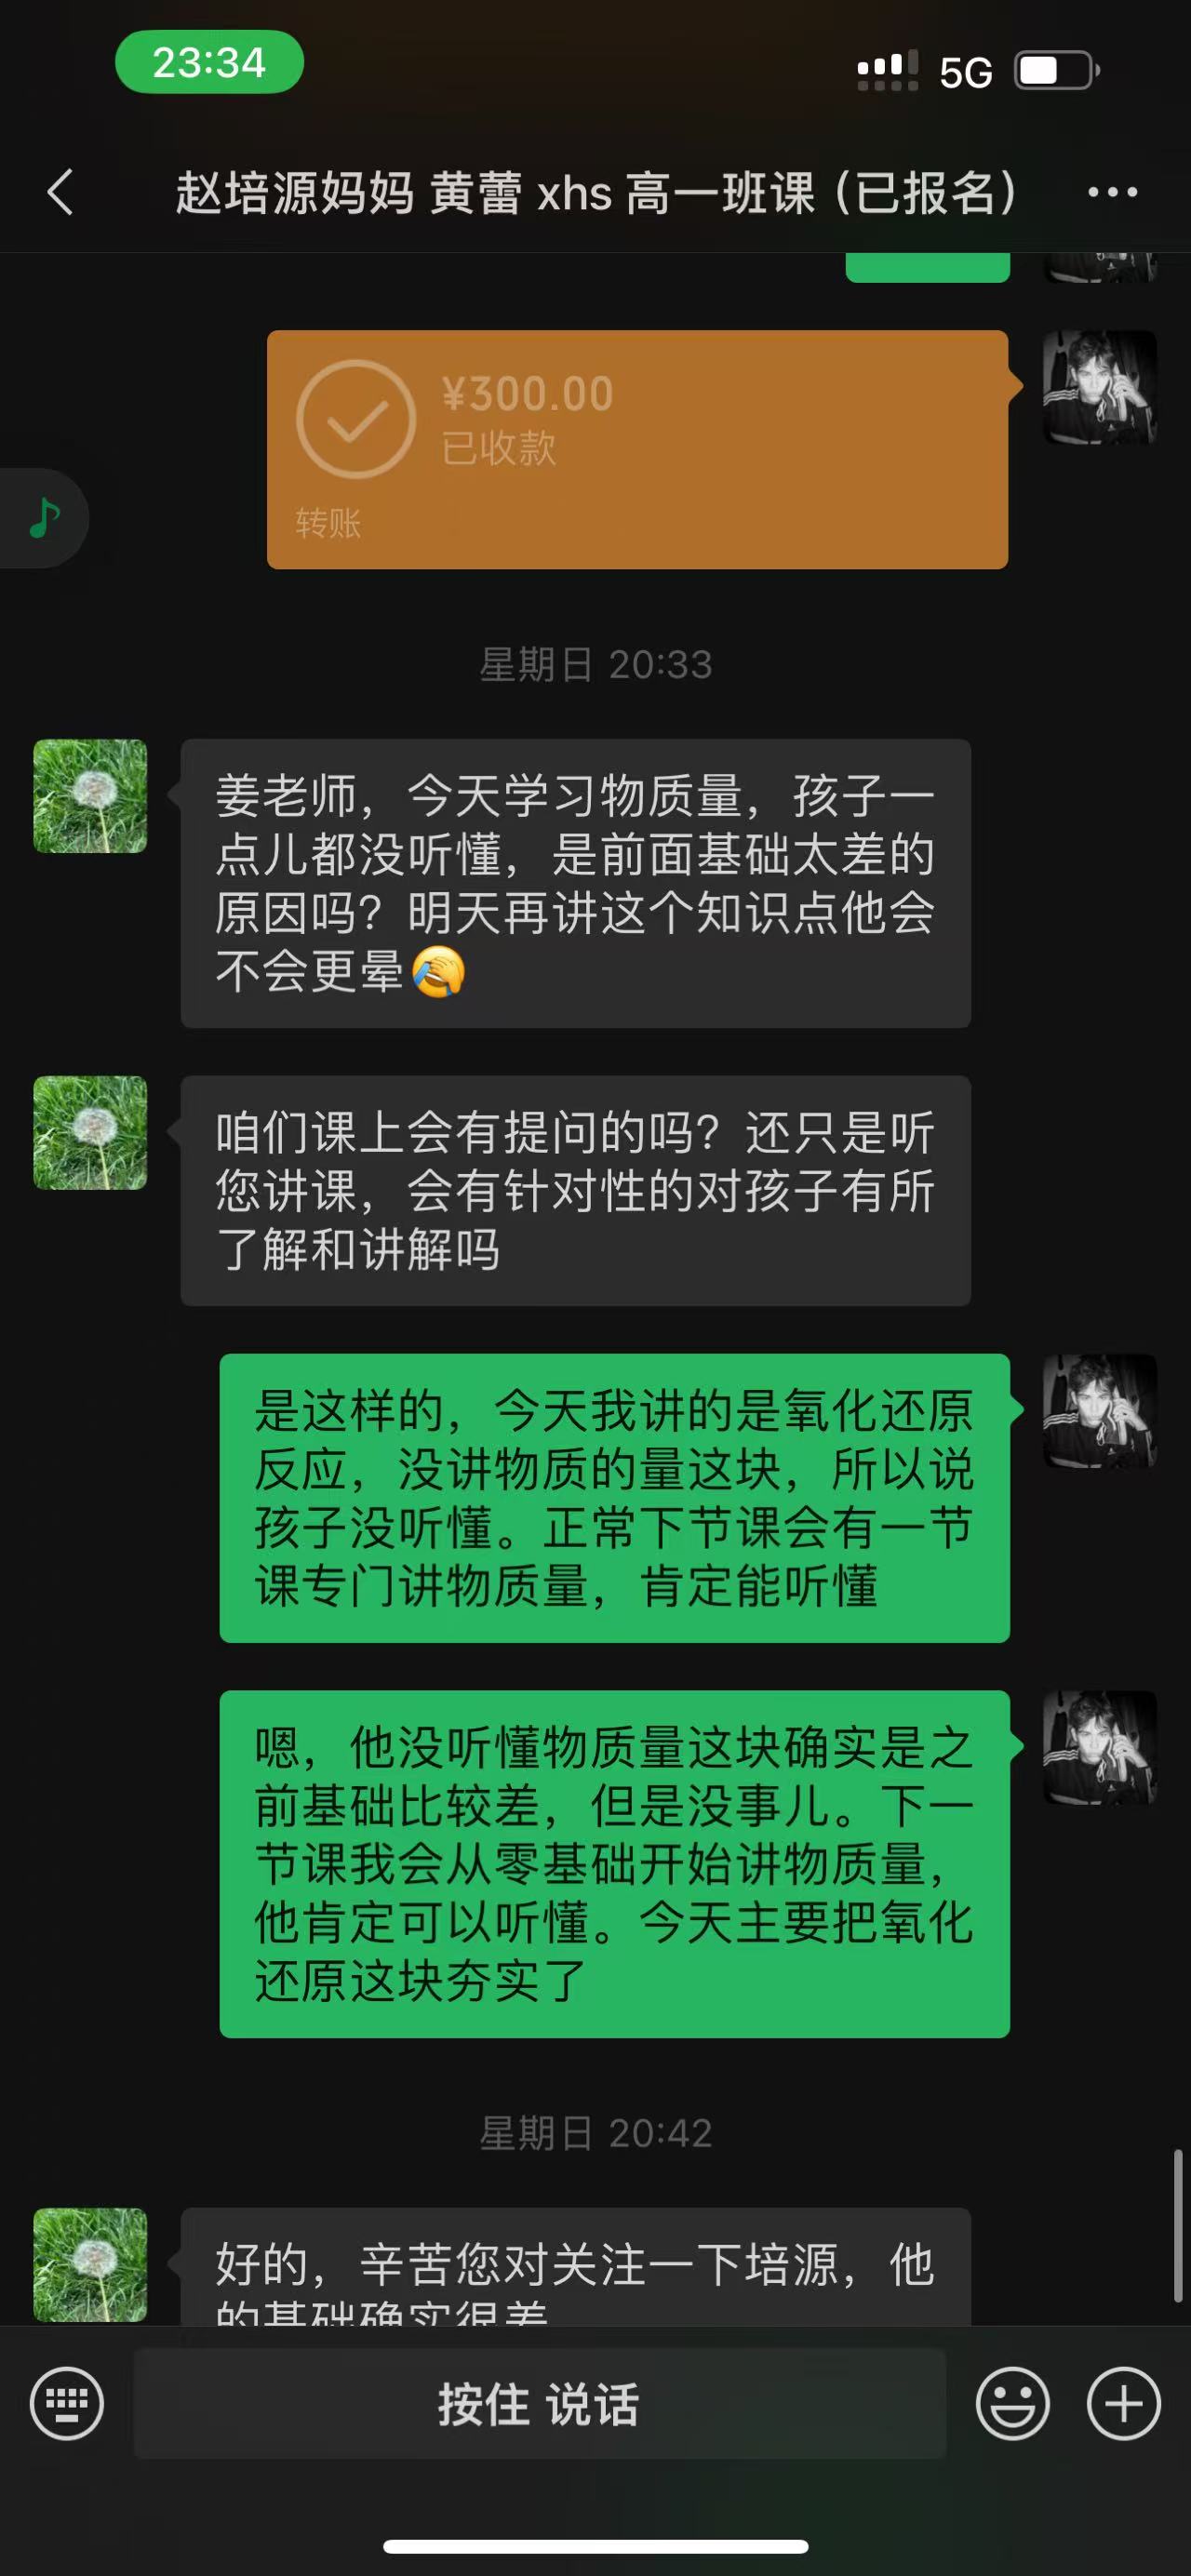 23:34
5G
赵培源妈妈 黄蕾 xhs 高一班课（已报名）
¥300.00
已收款
转账
星期日 20:33
姜老师，今天学习物质量，孩子一
点儿都没听懂，是前面基础太差的
原因吗？明天再讲这个知识点他会
不会更晕🤦
咱们课上会有提问的吗？还只是听
您讲课，会有针对性的对孩子有所
了解和讲解吗
是这样的，今天我讲的是氧化还原
反应，没讲物质的量这块，所以说
孩子没听懂。正常下节课会有一节
课专门讲物质量，肯定能听懂
嗯，他没听懂物质量这块确实是之
前基础比较差，但是没事儿。下一
节课我会从零基础开始讲物质量，
他肯定可以听懂。今天主要把氧化
还原这块夯实了
星期日 20:42
好的，辛苦您对关注一下培源，他
的基础确实很差
按住 说话